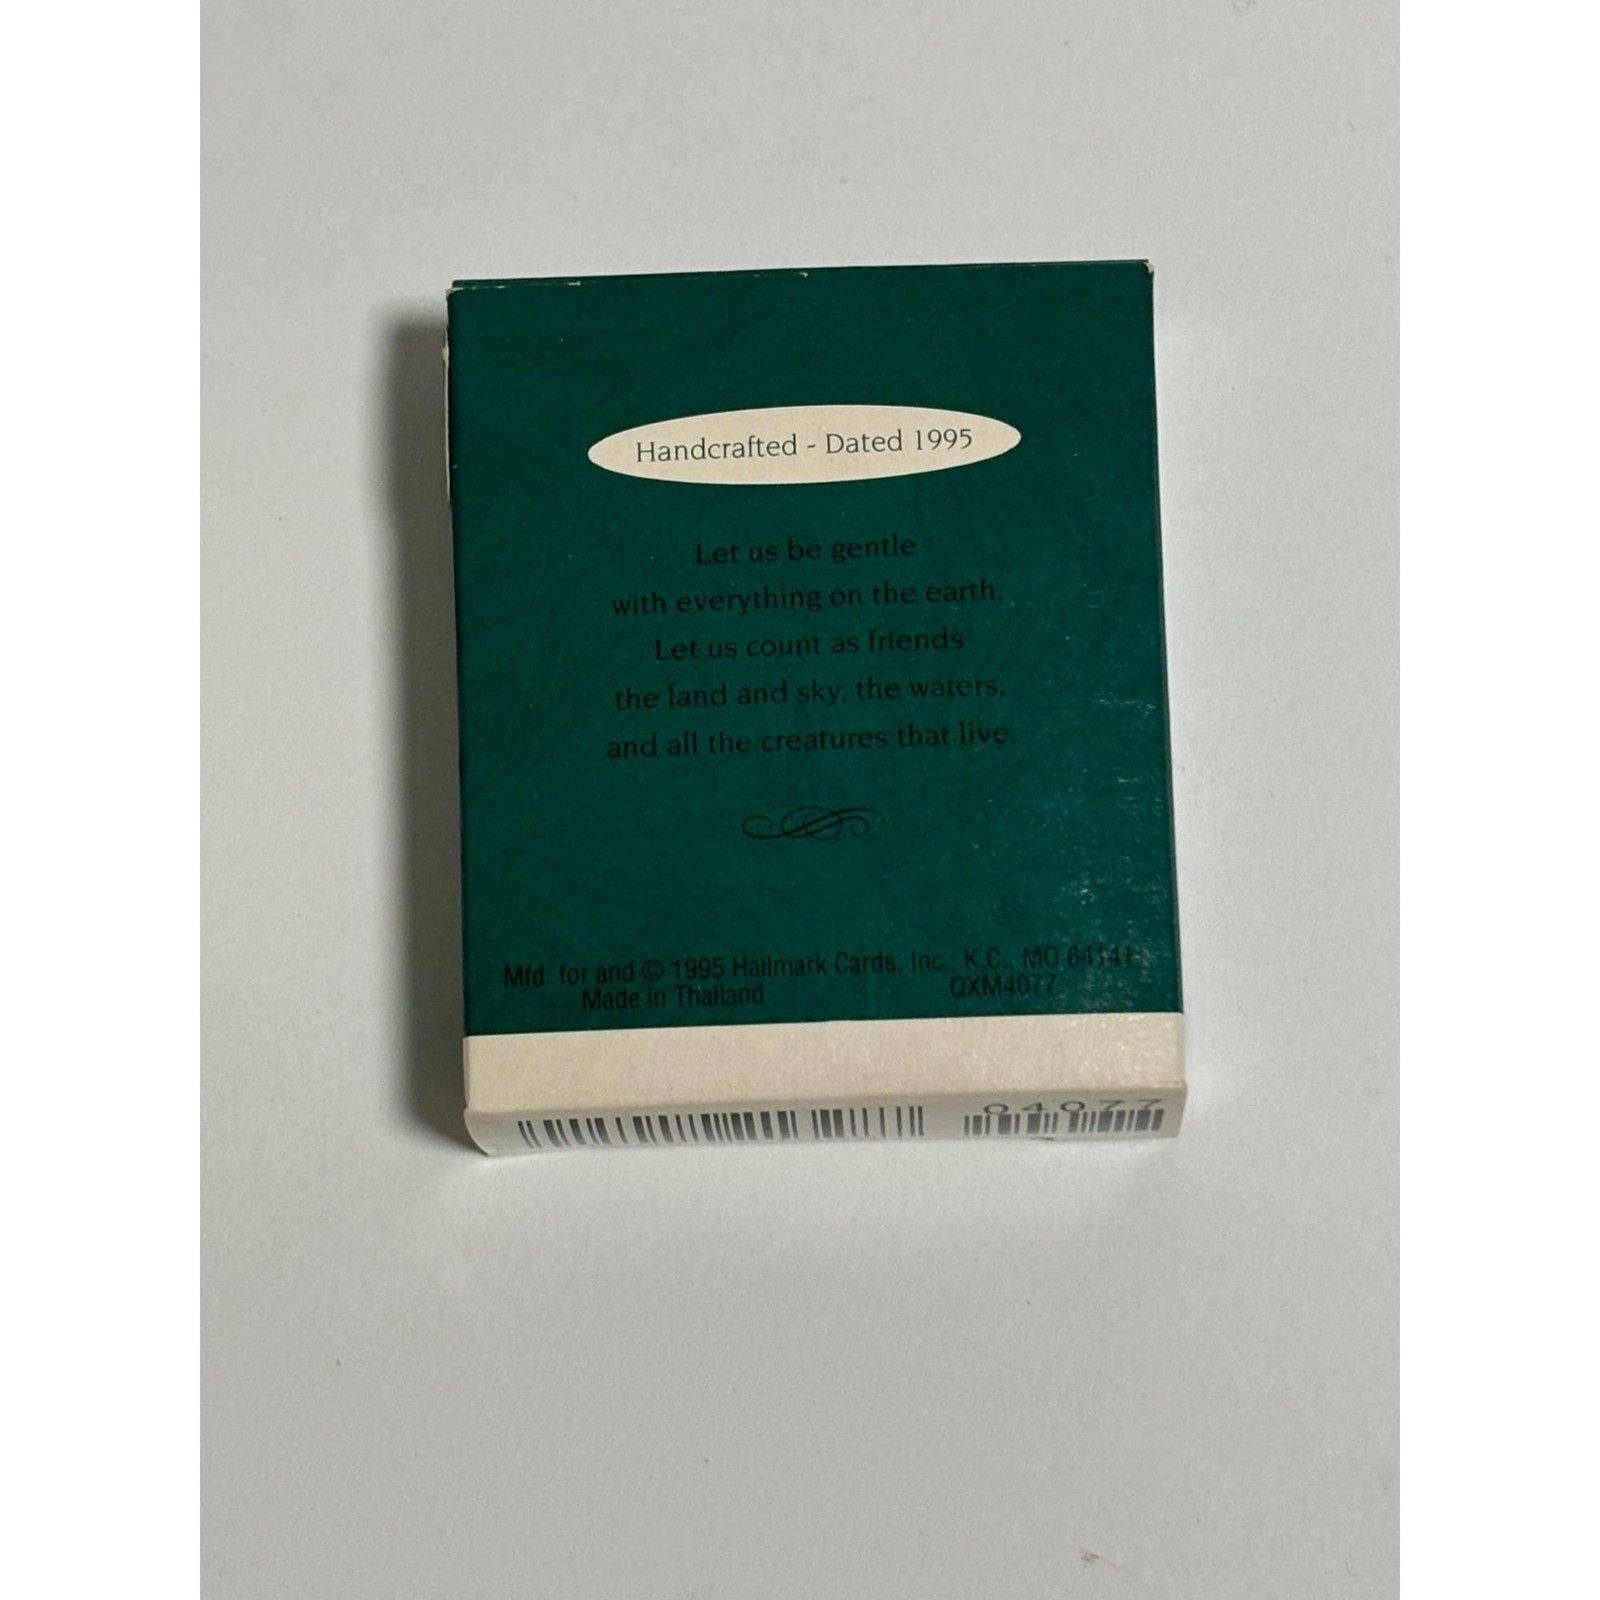 Handcrafted - Dated 1995
Let us be gentle
with everything on the earth.
Let us count as friends
the land and sky, the waters,
and all the creatures that live.
Mfd. for and © 1995 Hallmark Cards, Inc., K.C., MO 64141
Made in Thailand QXM4077
04077